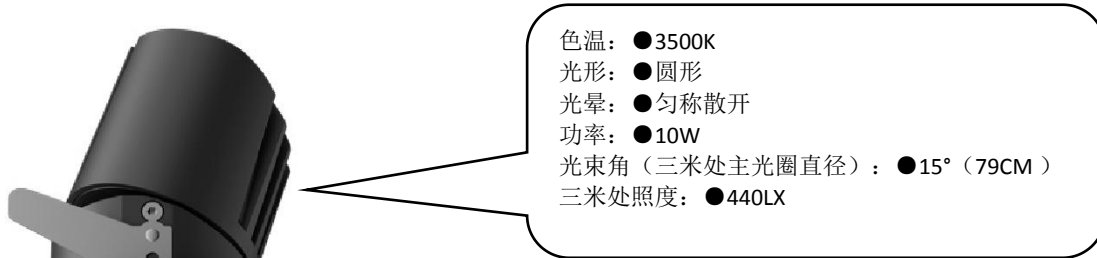 色温：●3500K
光形：●圆形
光晕：●匀称散开
功率：●10W
光束角（三米处主光圈直径）：●15°（79CM ）
三米处照度：●440LX